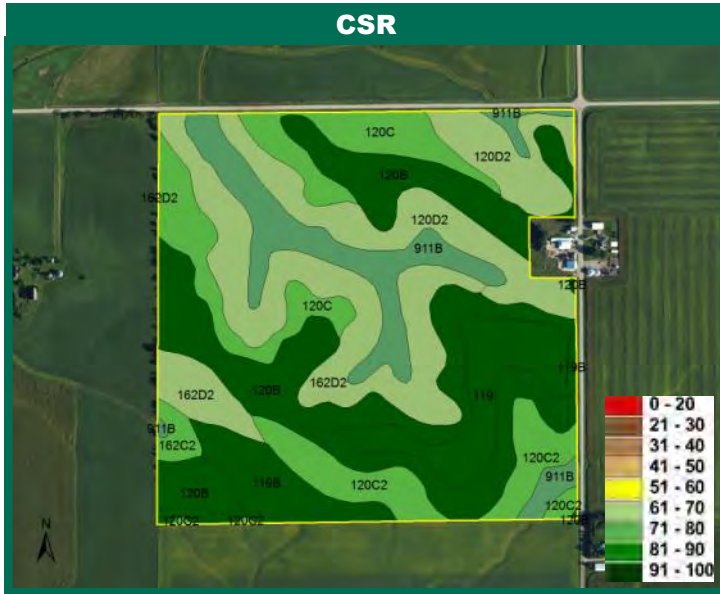 CSR
911B
120C
120D2
120B
162D2
120D2
911B
120B
120C
119B
162D2
162D2
120B
119
911B
162C2
120C2
911B
119B
120C2
120B
120C2
120C2
120C2
120B
N
0 - 20
21 - 30
31 - 40
41 - 50
51 - 60
61 - 70
71 - 80
81 - 90
91 - 100